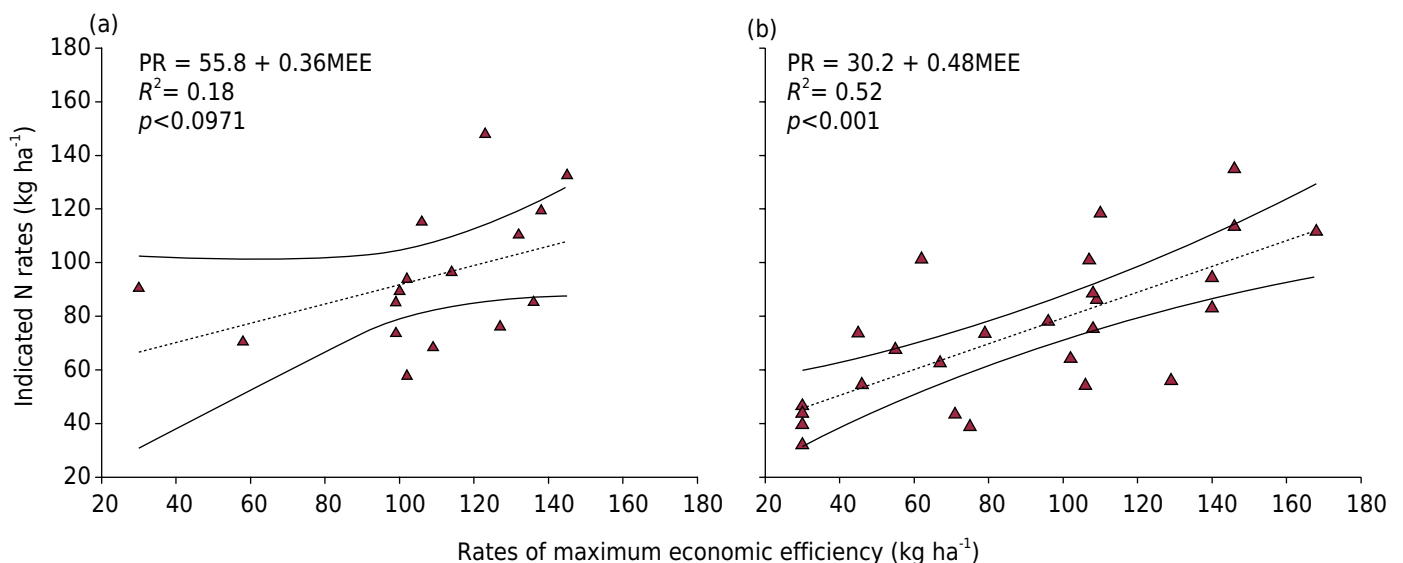 (a)
PR = 55.8 + 0.36MEE
R²= 0.18
p<0.0971
180
160
140
120
100
80
60
40
20
20 40 60 80 100 120 140 160 180
Indicated N rates (kg ha⁻¹)
(b)
PR = 30.2 + 0.48MEE
R²= 0.52
p<0.001
20 40 60 80 100 120 140 160 180
Rates of maximum economic efficiency (kg ha⁻¹)